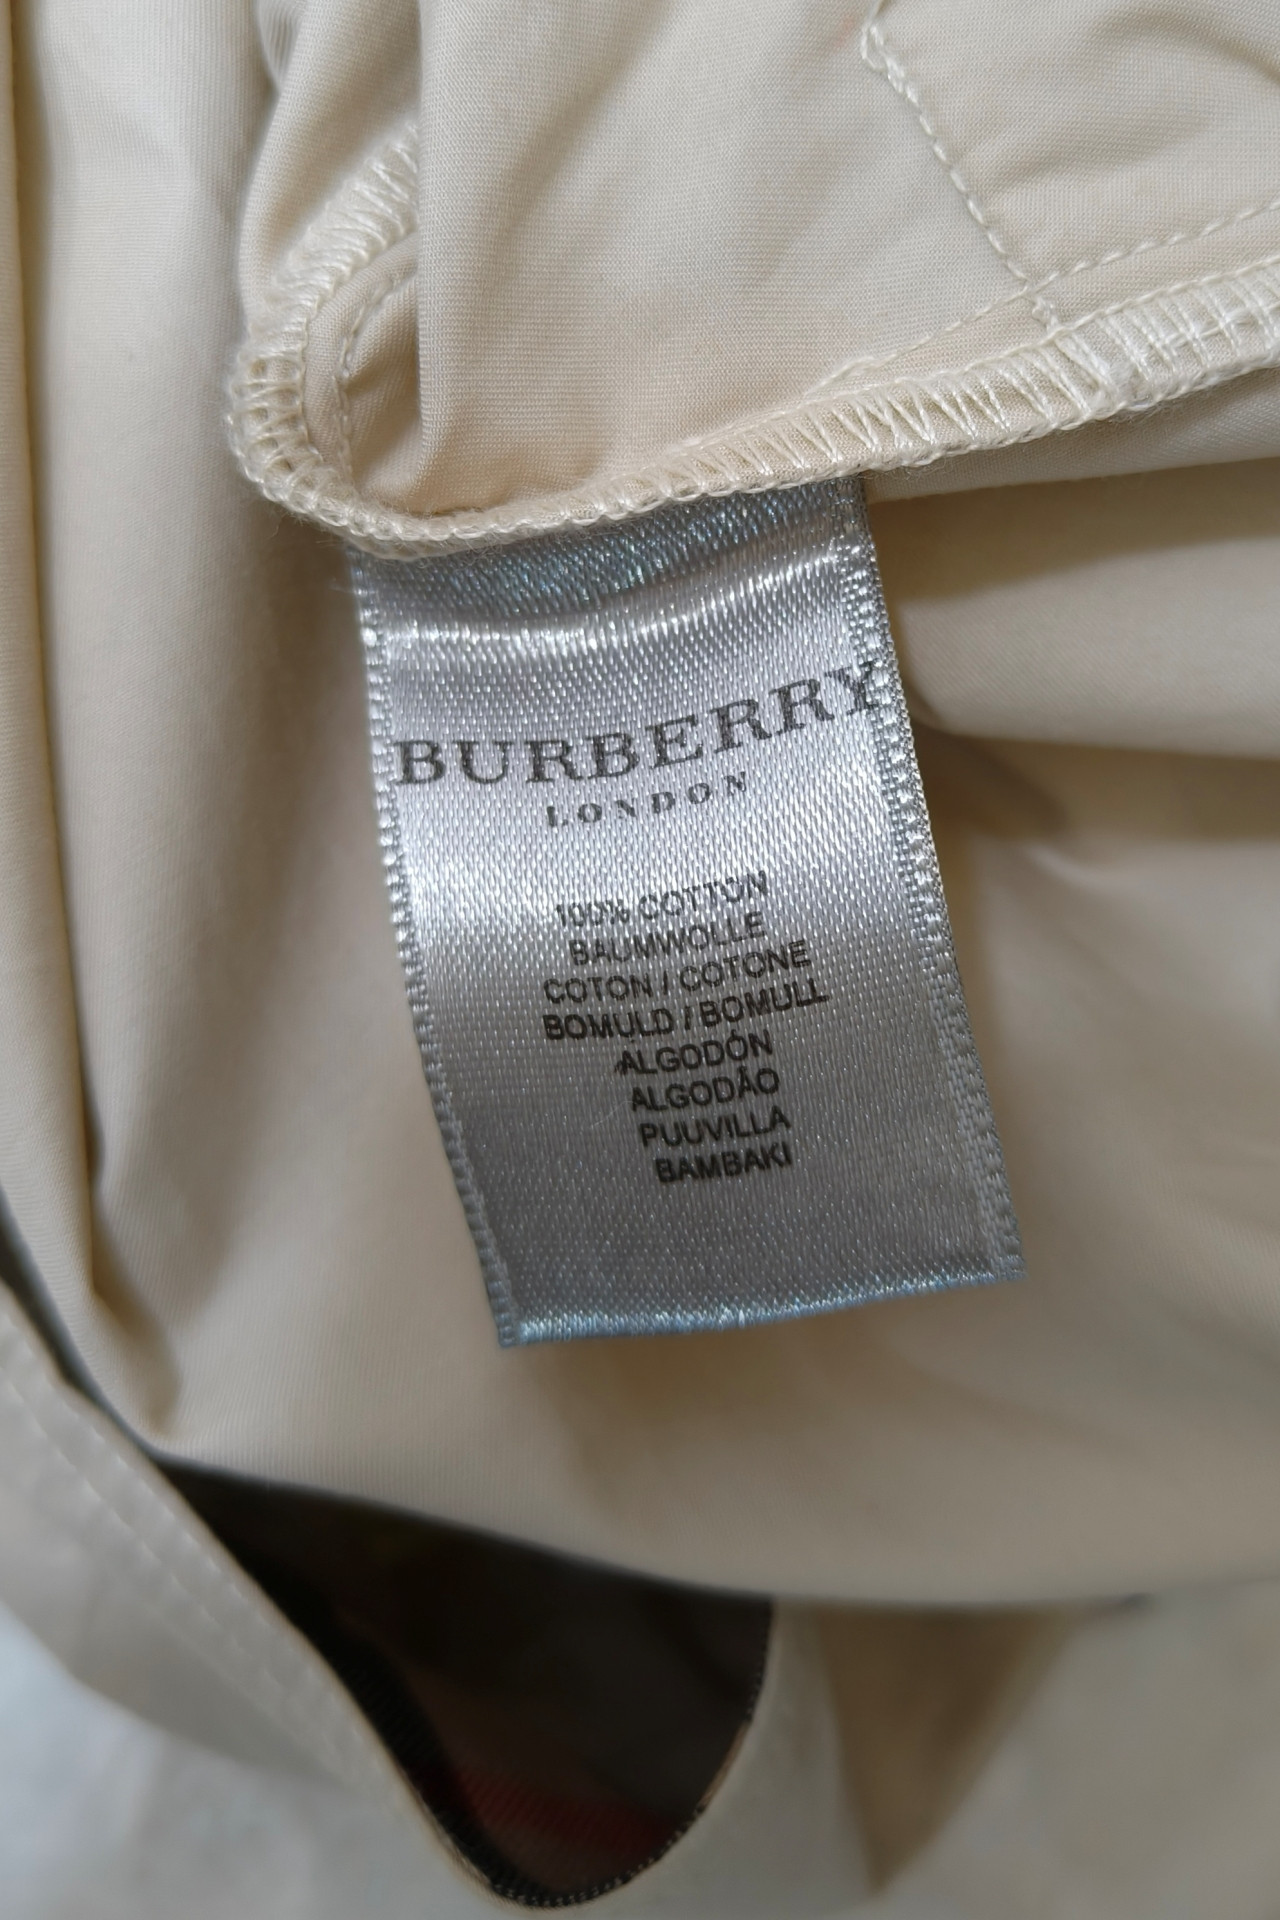 BURBERRY
LONDON
100% COTTON
BAUMWOLLE
COTON / COTONE
BOMULD / BOMULL
ALGODÓN
ALGODÃO
PUUVILLA
BAMBAKI